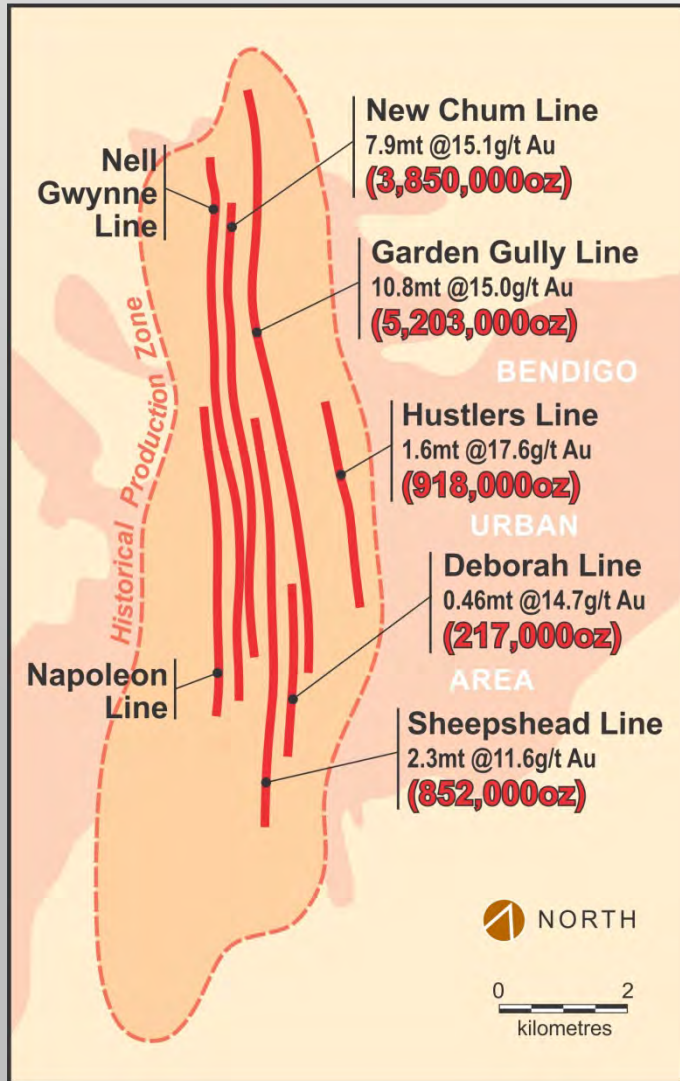 New Chum Line
7.9mt @15.1g/t Au
(3,850,000oz)
Nell
Gwynne
Line
Garden Gully Line
10.8mt @15.0g/t Au
(5,203,000oz)
Historical Production Zone
BENDIGO
Hustlers Line
1.6mt @17.6g/t Au
(918,000oz)
URBAN
Deborah Line
0.46mt @14.7g/t Au
(217,000oz)
Napoleon
Line
AREA
Sheepshead Line
2.3mt @11.6g/t Au
(852,000oz)
NORTH
0 2
kilometres